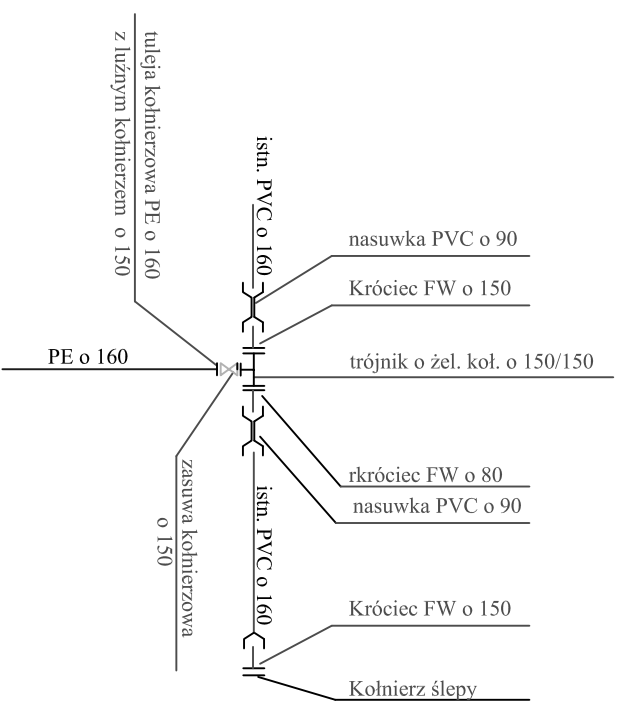 tuleja kołnierzowa PE o 160
z luźnym kołnierzem o 150
istn. PVC o 160
nasuwka PVC o 90
Króciec FW o 150
PE o 160
trójnik o żel. koł. o 150/150
rkróciec FW o 80
nasuwka PVC o 90
zasuwa kołnierzowa
o 150
istn. PVC o 160
Króciec FW o 150
Kołnierz ślepy